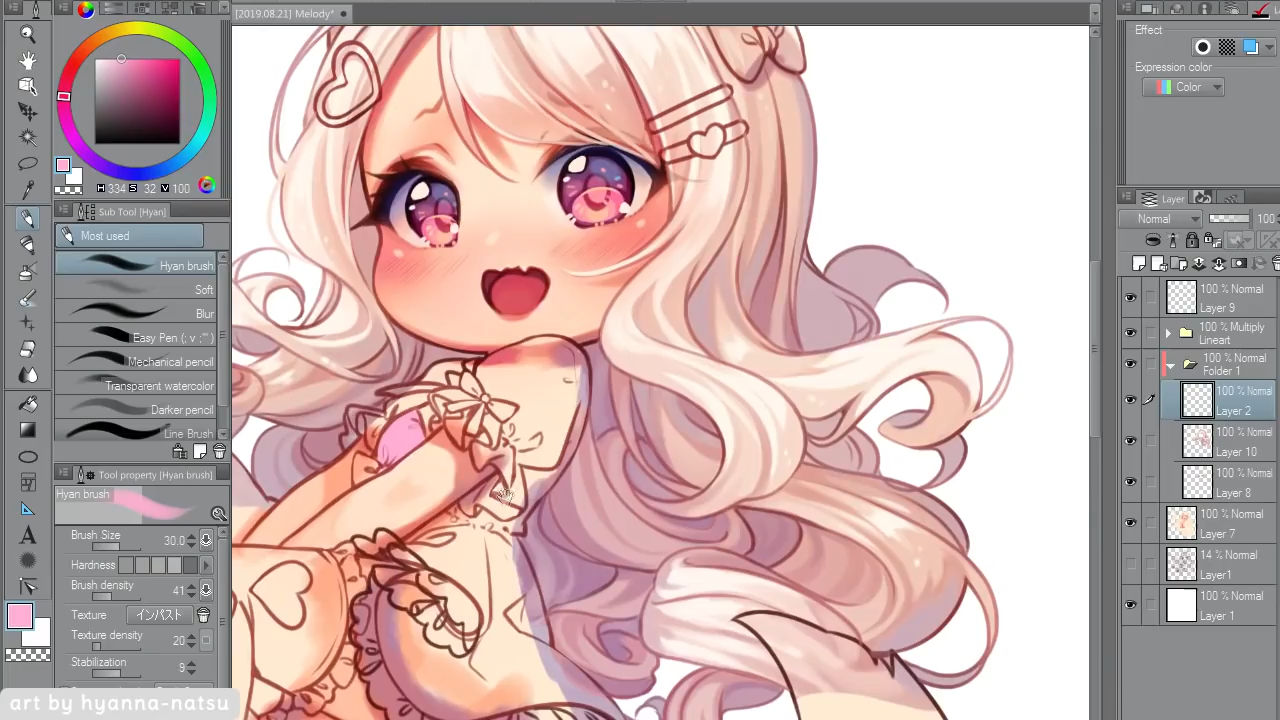 [2019.08.21] Melody*
H 334 S 32 V 100
Sub Tool [Hyan]
Most used
Hyan brush
Soft
Blur
Easy Pen (; v ;"")
Mechanical pencil
Transparent watercolor
Darker pencil
Line Brush
Tool property [Hyan brush]
Hyan brush
Brush Size 30.0
Hardness
Brush density 41
Texture インパスト
Texture density 20
Stabilization 9
art by hyanna-natsu
Effect
Expression color
Color
Layer
Normal 100
100 % Normal
Layer 9
100 % Multiply
Lineart
100 % Normal
Folder 1
100 % Normal
Layer 2
100 % Normal
Layer 10
100 % Normal
Layer 8
100 % Normal
Layer 7
14 % Normal
Layer1
100 % Normal
Layer 1